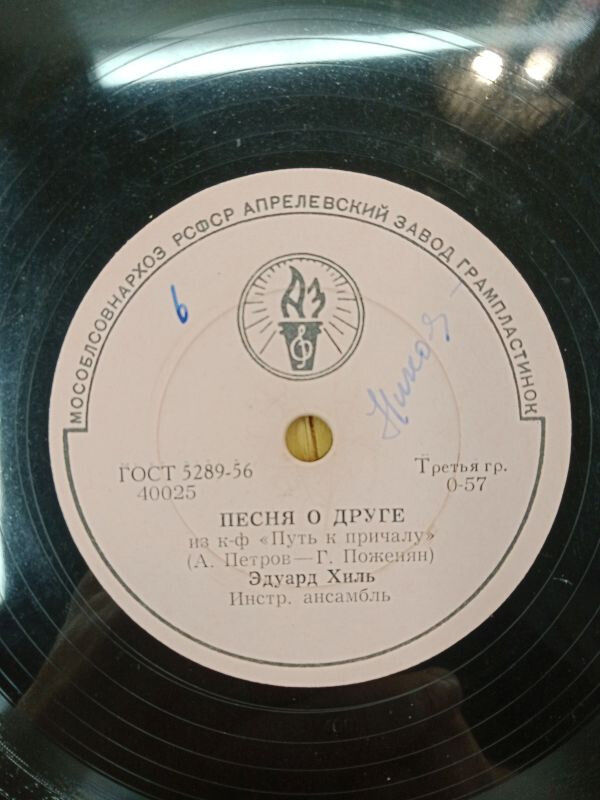 МОСОБЛСОВНАРХОЗ РСФСР АПРЕЛЕВСКИЙ ЗАВОД ГРАМПЛАСТИНОК
АЗ
6
ГОСТ 5289-56
40025
Третья гр.
0-57
ПЕСНЯ О ДРУГЕ
из к-ф «Путь к причалу»
(А. Петров — Г. Поженян)
Эдуард Хиль
Инстр. ансамбль